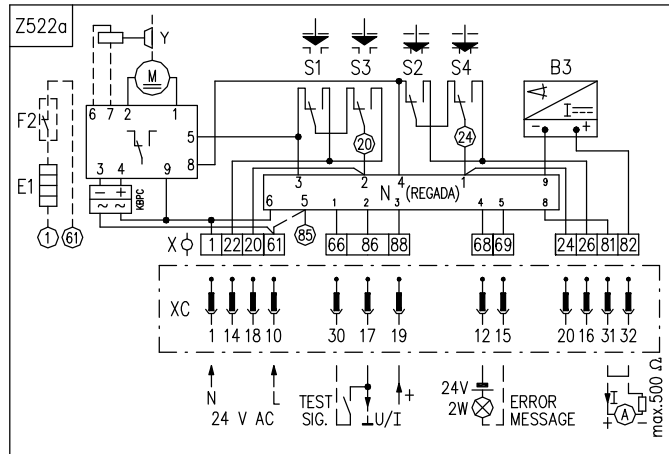 Z522a
Y
M
F2
E1
1
61
6 7 2 1
5
8
3 4 9
KBPC
S1 S3 S2 S4
B3
I
- +
20
24
3 2 4 1 9
N (REGADA)
6 5 1 2 3 4 5 8
85
X 1 22 20 61 66 86 88 68 69 24 26 81 82
XC
1 14 18 10 30 17 19 12 15 20 16 31 32
N L
24 V AC
TEST
SIG.
U/I
+
24V
2W
ERROR
MESSAGE
I
A
+ -
max.500 Ω